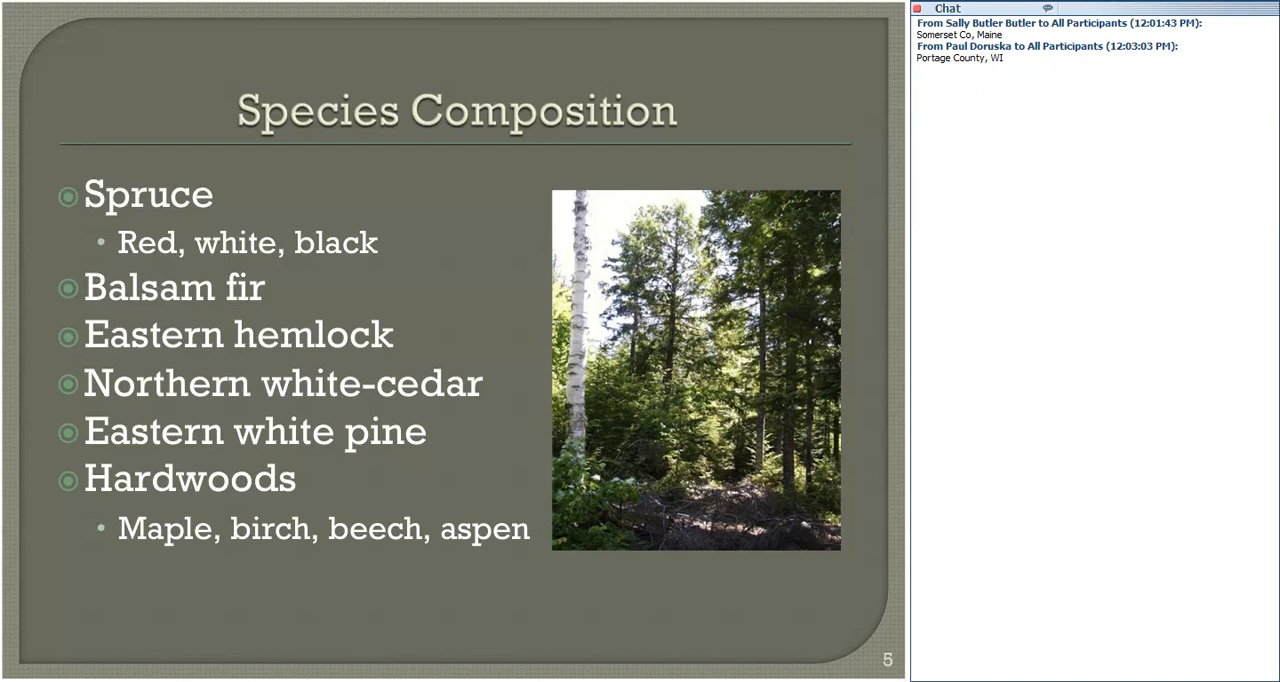 Species Composition
Spruce
Red, white, black
Balsam fir
Eastern hemlock
Northern white-cedar
Eastern white pine
Hardwoods
Maple, birch, beech, aspen
5
Chat
From Sally Butler Butler to All Participants (12:01:43 PM):
Somerset Co, Maine
From Paul Doruska to All Participants (12:03:03 PM):
Portage County, WI